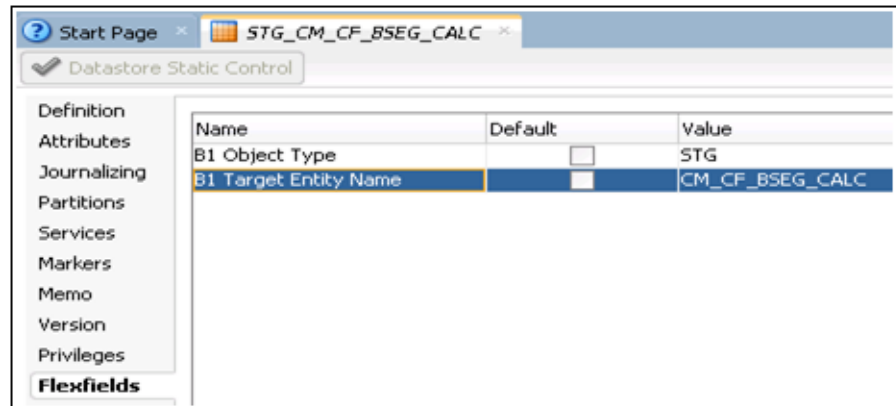 Start Page STG_CM_CF_BSEG_CALC
Datastore Static Control
Definition
Attributes
Journalizing
Partitions
Services
Markers
Memo
Version
Privileges
Flexfields
Name Default Value
B1 Object Type STG
B1 Target Entity Name CM_CF_BSEG_CALC